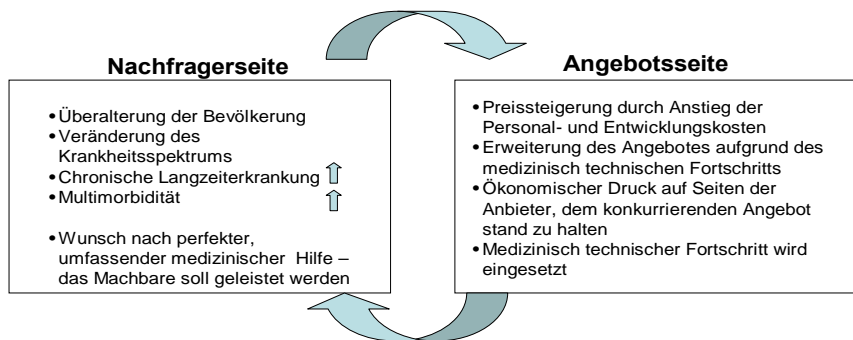 Nachfragerseite
• Überalterung der Bevölkerung
• Veränderung des
Krankheitsspektrums
• Chronische Langzeiterkrankung
• Multimorbidität
• Wunsch nach perfekter,
umfassender medizinischer Hilfe –
das Machbare soll geleistet werden
Angebotsseite
• Preissteigerung durch Anstieg der
Personal- und Entwicklungskosten
• Erweiterung des Angebotes aufgrund des
medizinisch technischen Fortschritts
• Ökonomischer Druck auf Seiten der
Anbieter, dem konkurrierenden Angebot
stand zu halten
• Medizinisch technischer Fortschritt wird
eingesetzt